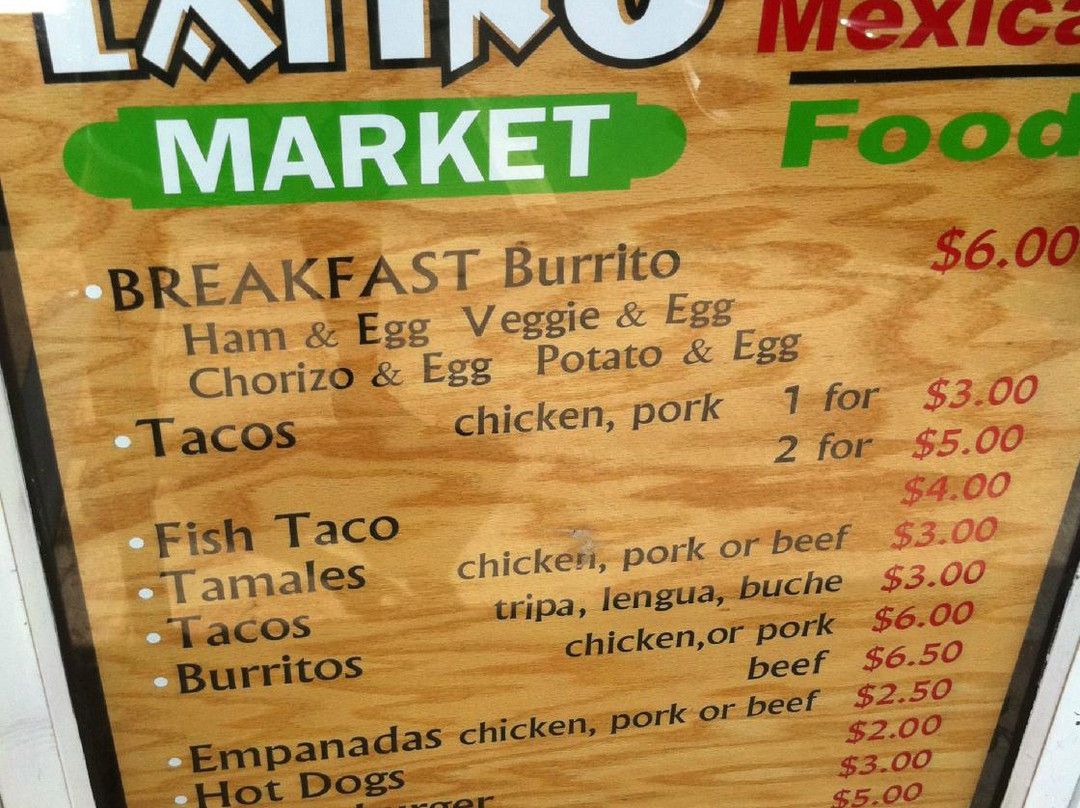 LATINO Mexica
MARKET Food
• BREAKFAST Burrito $6.00
Ham & Egg Veggie & Egg
Chorizo & Egg Potato & Egg
• Tacos chicken, pork 1 for $3.00
2 for $5.00
• Fish Taco $4.00
• Tamales chicken, pork or beef $3.00
• Tacos tripa, lengua, buche $3.00
• Burritos chicken,or pork $6.00
beef $6.50
• Empanadas chicken, pork or beef $2.50
• Hot Dogs $2.00
$3.00
$5.00